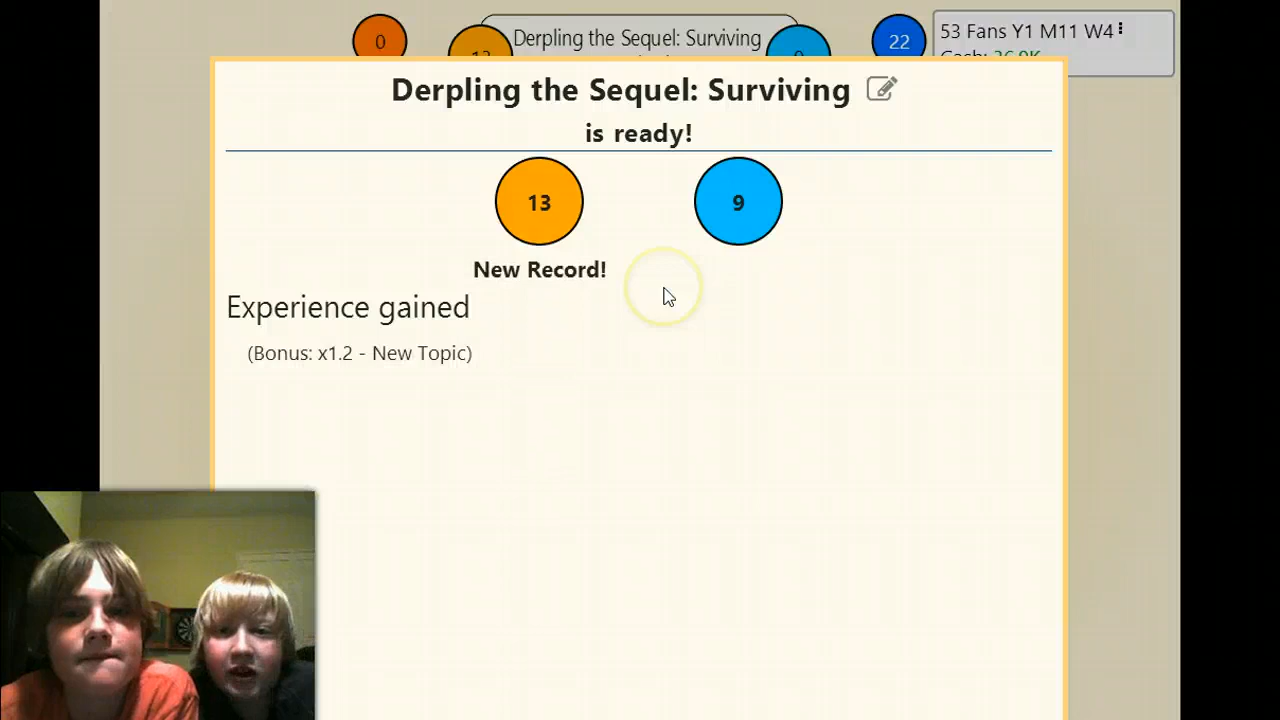 0
Derpling the Sequel: Surviving
22
53 Fans Y1 M11 W4
Derpling the Sequel: Surviving
is ready!
13
9
New Record!
Experience gained
(Bonus: x1.2 - New Topic)